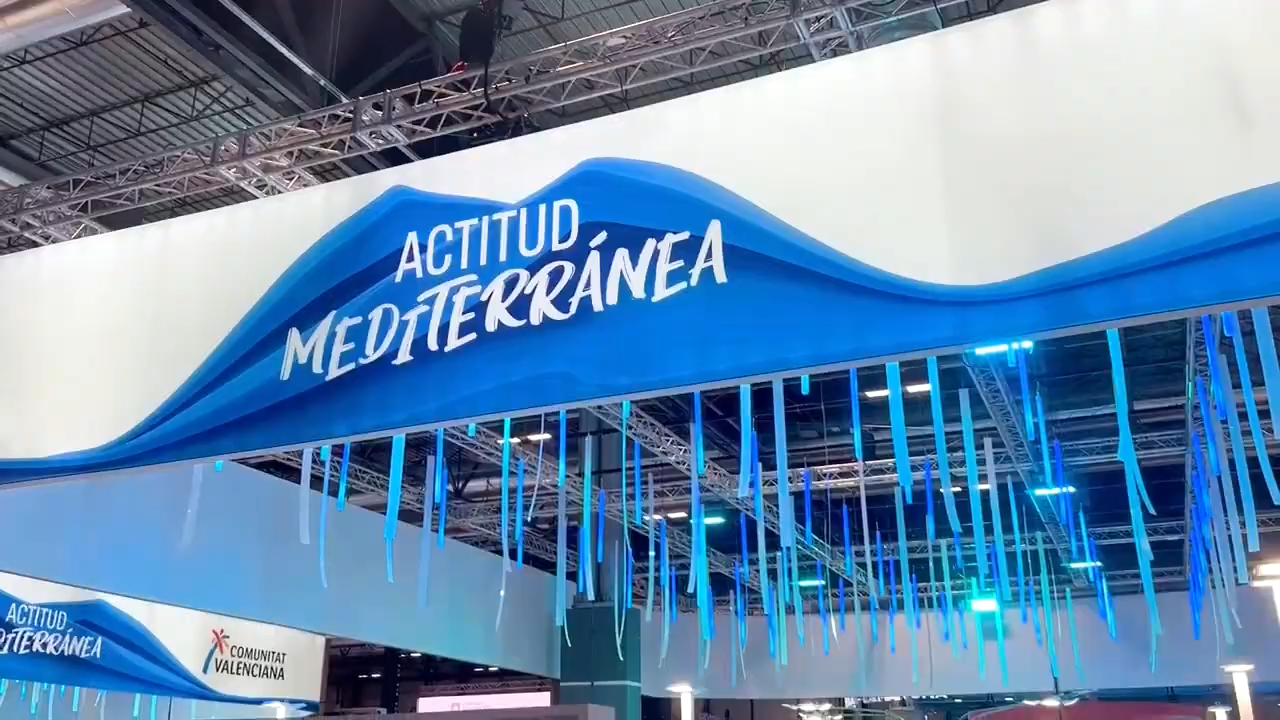 ACTITUD
MEDITERRÁNEA
ACTITUD
MEDITERRÁNEA
COMUNITAT
VALENCIANA